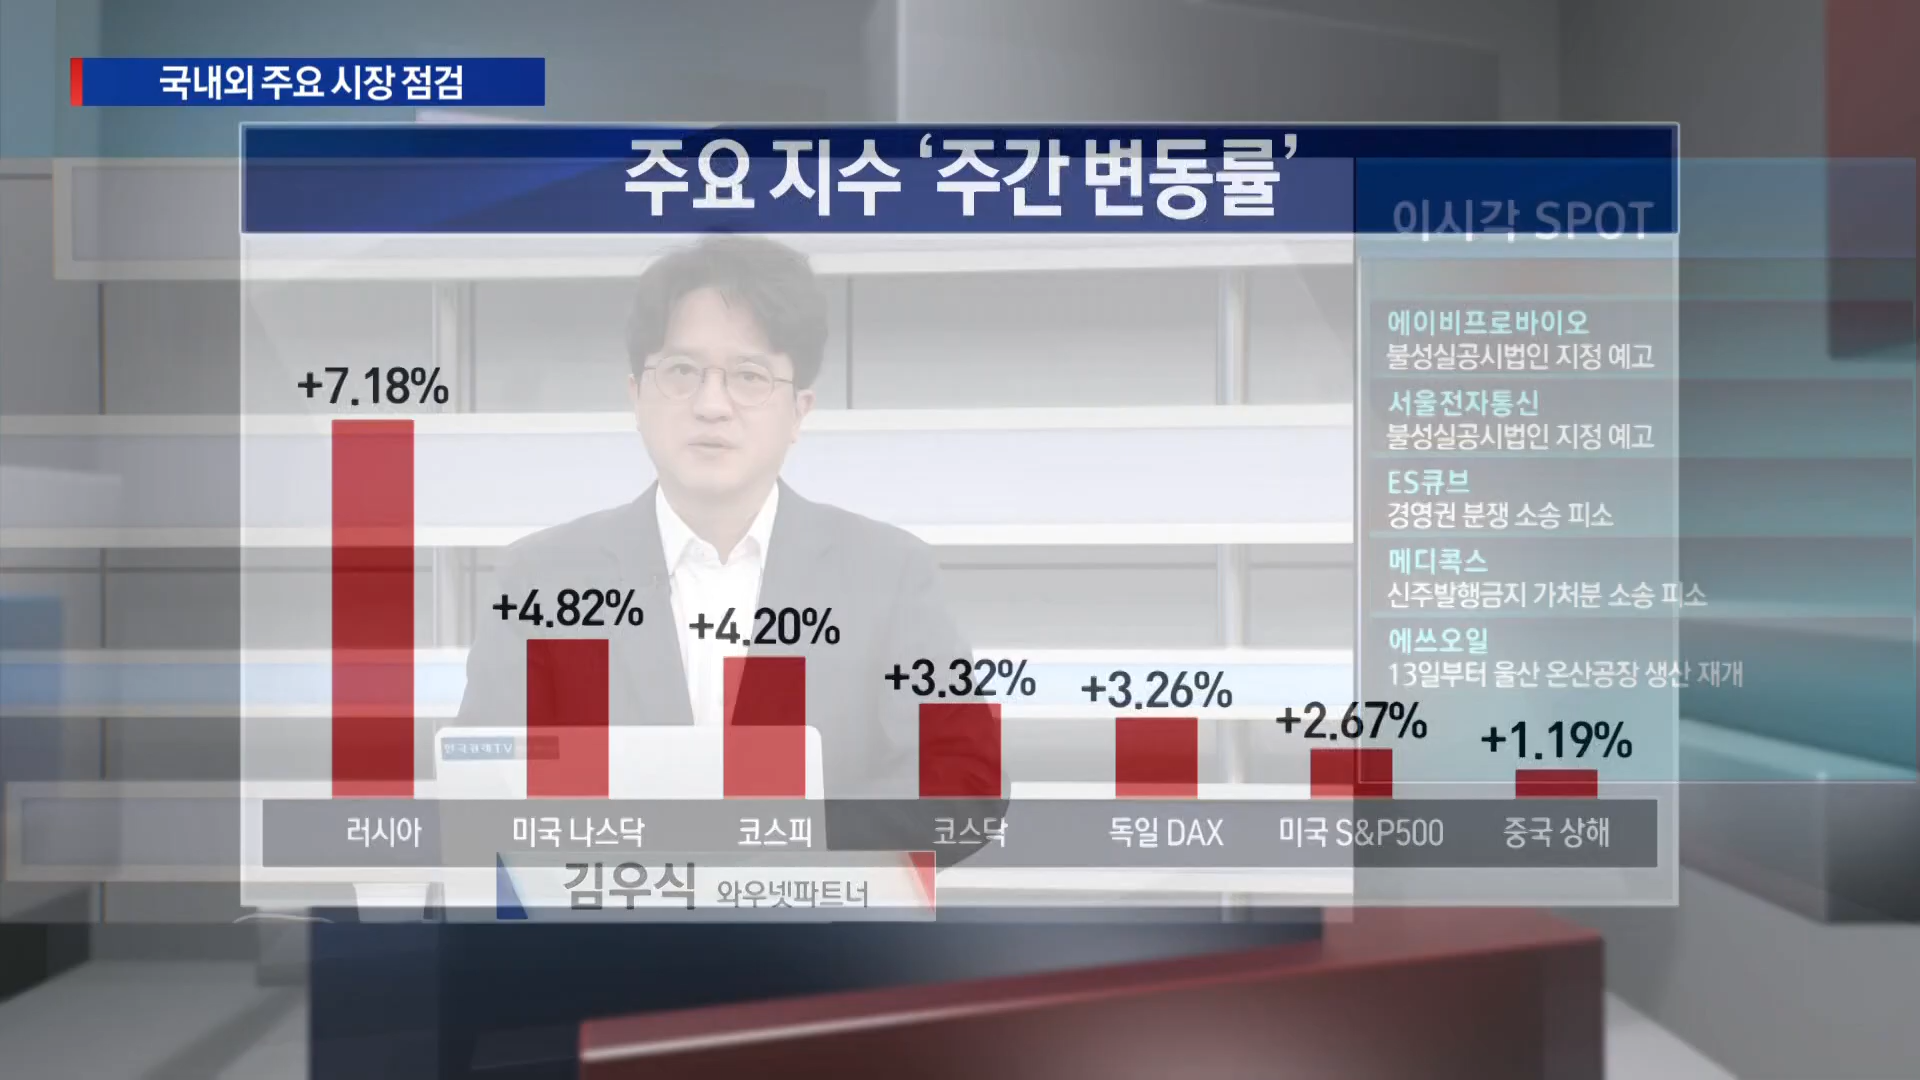 국내외 주요 시장 점검
주요 지수 ‘주간 변동률’
이시각 SPOT
에이비프로바이오
불성실공시법인 지정 예고
서울전자통신
불성실공시법인 지정 예고
ES큐브
경영권 분쟁 소송 피소
메디콕스
신주발행금지 가처분 소송 피소
에쓰오일
13일부터 울산 온산공장 생산 재개
+7.18%
+4.82%
+4.20%
+3.32%
+3.26%
+2.67%
+1.19%
한국경제TV
러시아
미국 나스닥
코스피
코스닥
독일 DAX
미국 S&P500
중국 상해
김우식 와우넷파트너